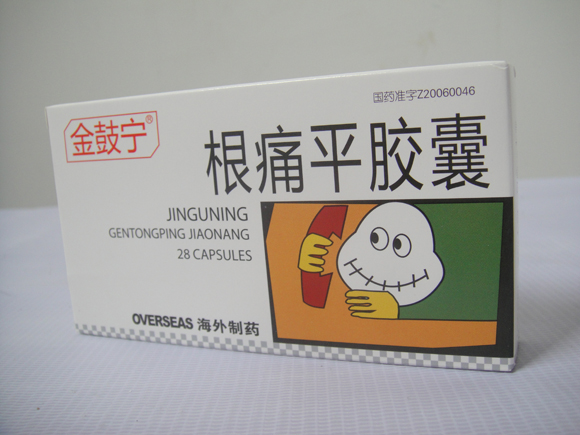 国药准字Z20060046
金鼓宁®
根痛平胶囊
JINGUNING
GENTONGPING JIAONANG
28 CAPSULES
OVERSEAS 海外制药